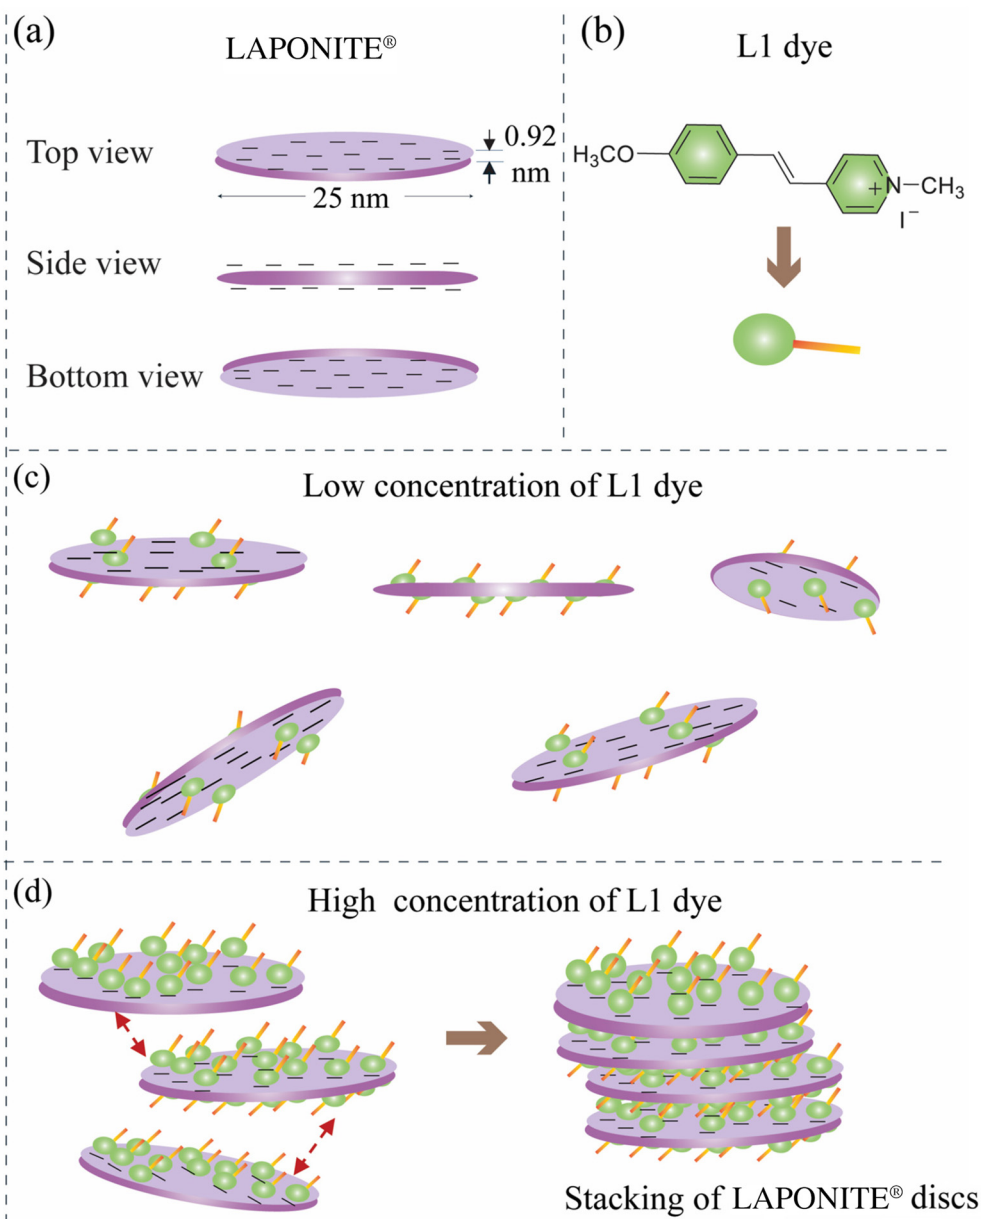 (a)
LAPONITE®
Top view
0.92
nm
25 nm
Side view
Bottom view
(b)
L1 dye
H₃CO
N
+
CH₃
I⁻
(c)
Low concentration of L1 dye
(d)
High concentration of L1 dye
Stacking of LAPONITE® discs